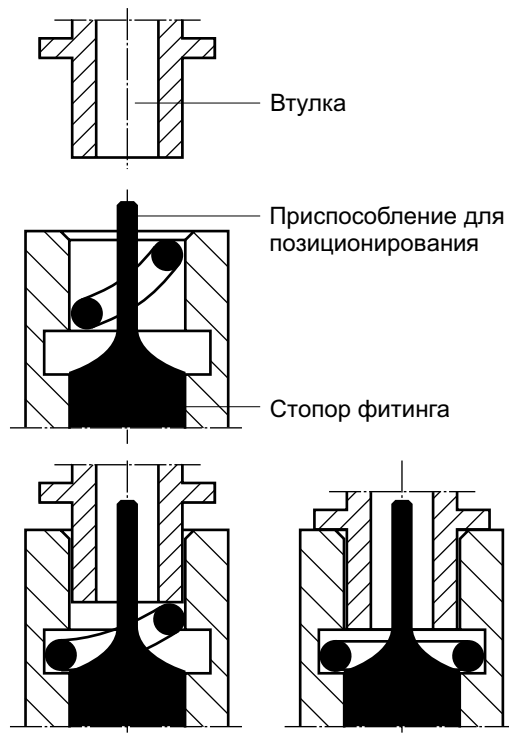 Втулка
Приспособление для
позиционирования
Стопор фитинга